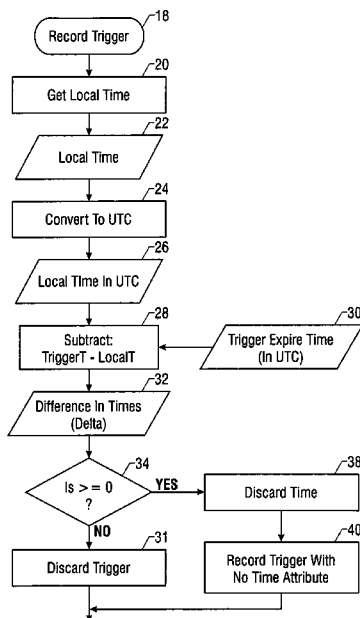 18
Record Trigger
20
Get Local Time
22
Local Time
24
Convert To UTC
26
Local TIme In UTC
28
Subtract:
TriggerT - LocalT
30
Trigger Expire Time
(In UTC)
32
Difference In Times
(Delta)
34
Is >= 0
?
YES
NO
38
Discard Time
31
Discard Trigger
40
Record Trigger With
No Time Attribute